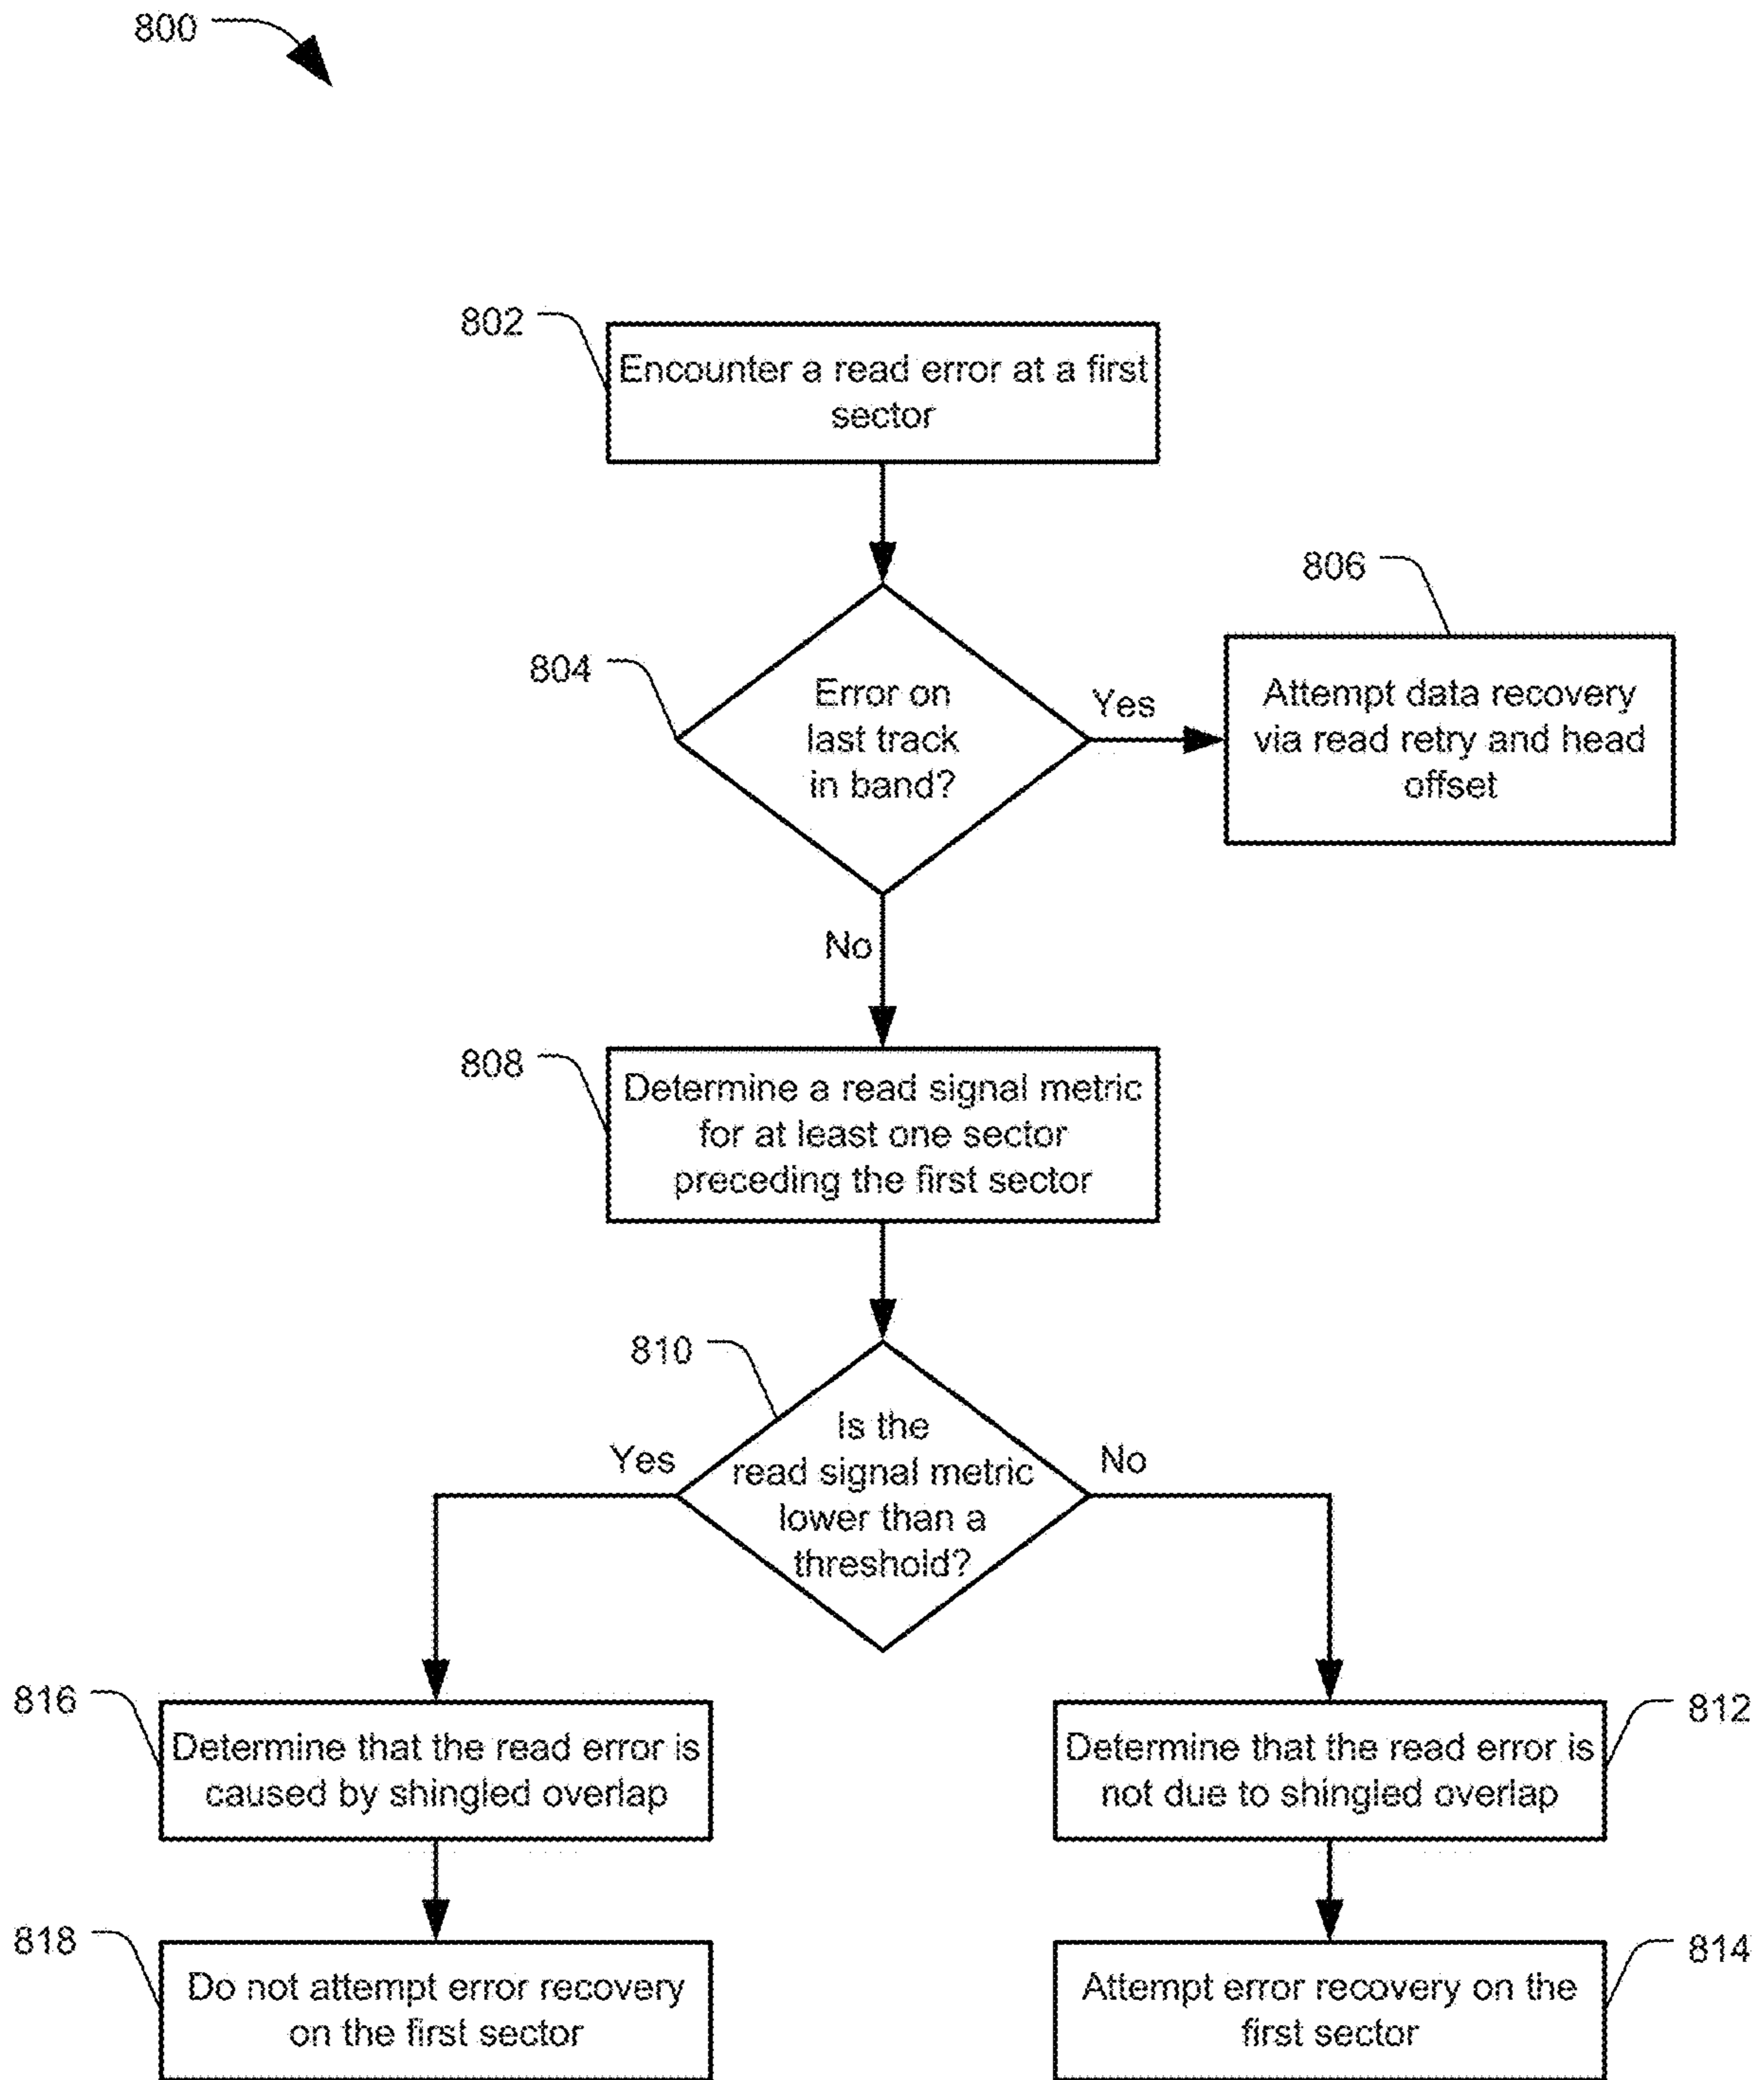 800
802
Encounter a read error at a first
sector
804
Error on
last track
in band?
Yes
806
Attempt data recovery
via read retry and head
offset
No
808
Determine a read signal metric
for at least one sector
preceding the first sector
810
Is the
read signal metric
lower than a
threshold?
Yes
No
816
Determine that the read error is
caused by shingled overlap
812
Determine that the read error is
not due to shingled overlap
818
Do not attempt error recovery
on the first sector
814
Attempt error recovery on the
first sector